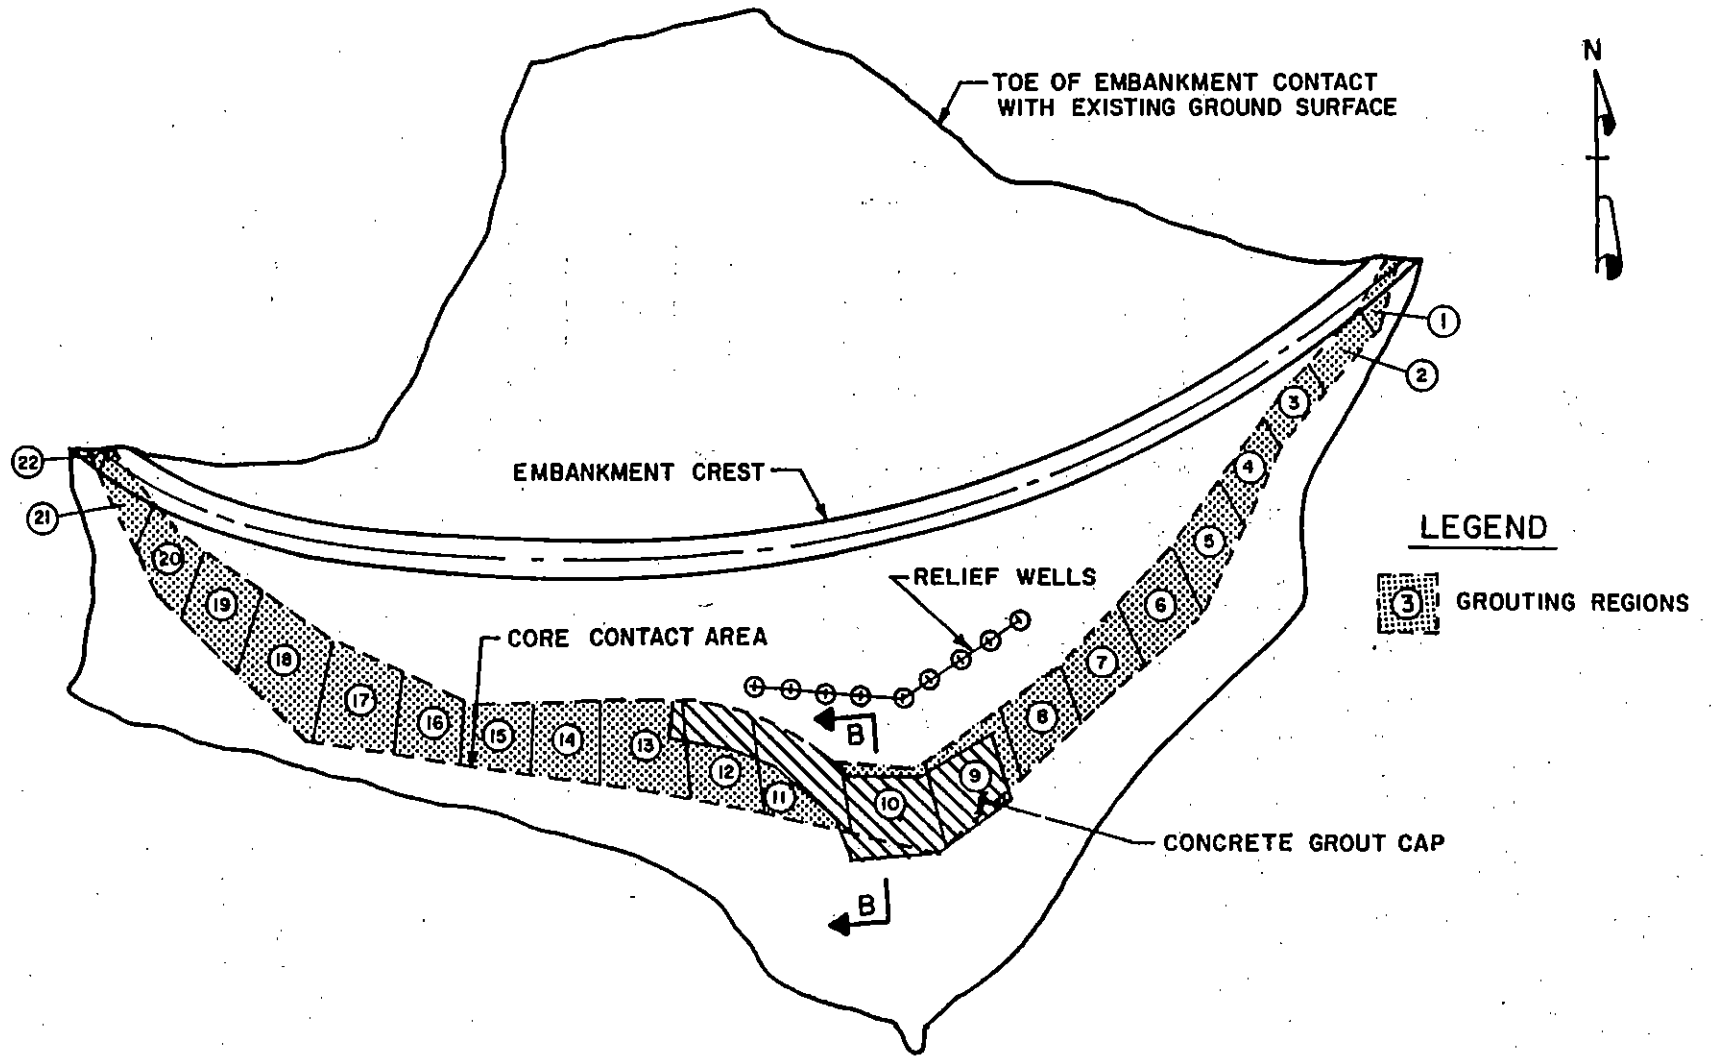 N
TOE OF EMBANKMENT CONTACT
WITH EXISTING GROUND SURFACE
1
2
3
4
EMBANKMENT CREST
22
21
LEGEND
3 GROUTING REGIONS
5
20
RELIEF WELLS
19
6
CORE CONTACT AREA
18
7
17
16
15
14
13
8
B
12
11
10
9
CONCRETE GROUT CAP
B